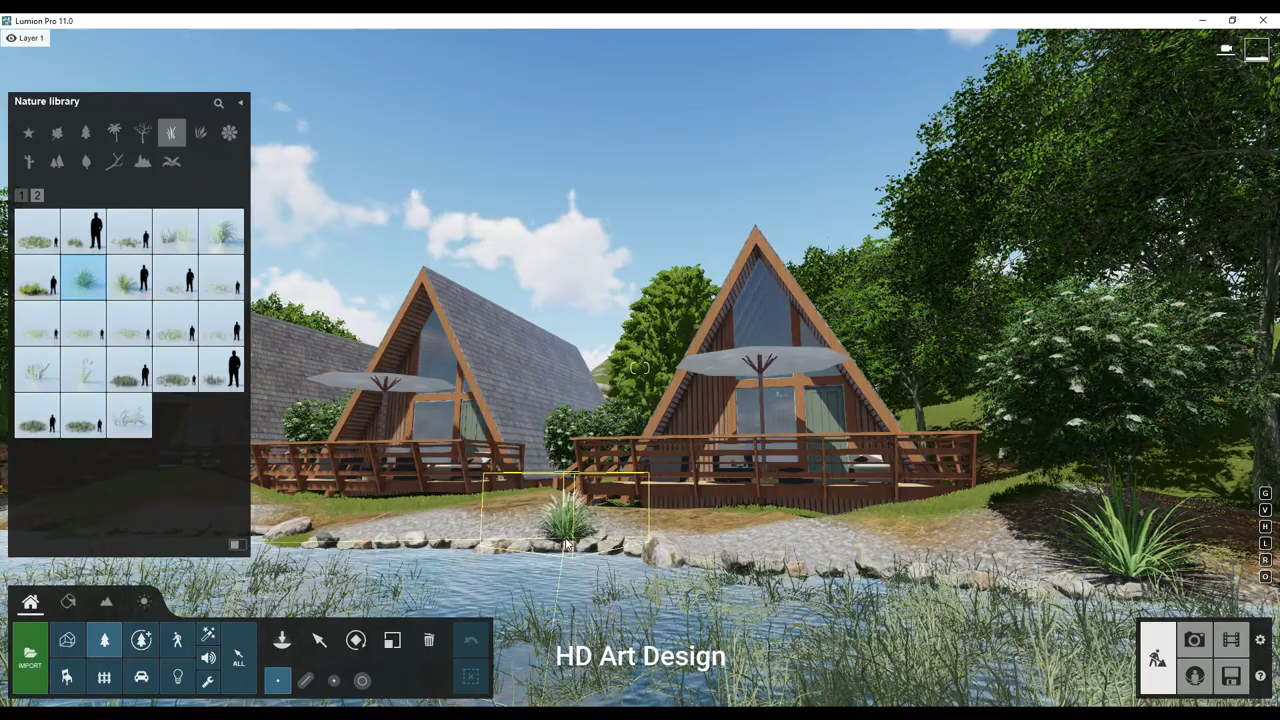 Lumion Pro 11.0
Layer 1
Nature library
1 2
G
V
H
L
R
O
IMPORT
ALL
HD Art Design
?